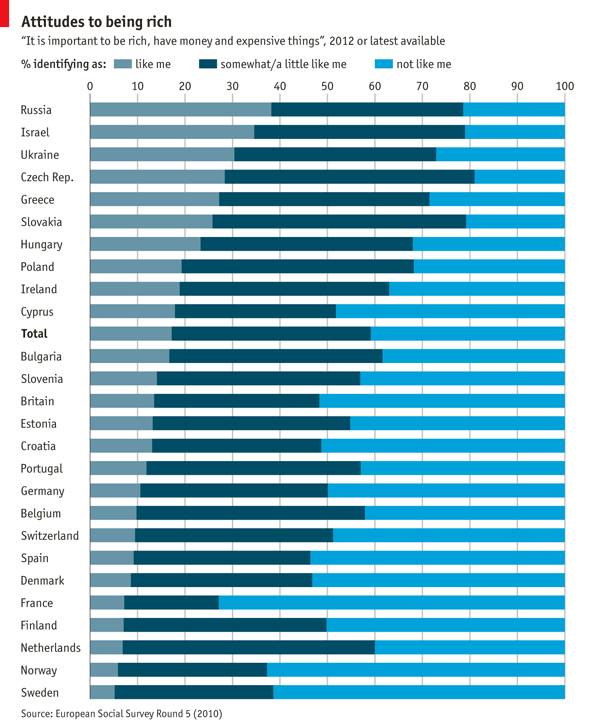 Attitudes to being rich
“It is important to be rich, have money and expensive things”, 2012 or latest available
% identifying as: like me somewhat/a little like me not like me
0 10 20 30 40 50 60 70 80 90 100
Russia
Israel
Ukraine
Czech Rep.
Greece
Slovakia
Hungary
Poland
Ireland
Cyprus
Total
Bulgaria
Slovenia
Britain
Estonia
Croatia
Portugal
Germany
Belgium
Switzerland
Spain
Denmark
France
Finland
Netherlands
Norway
Sweden
Source: European Social Survey Round 5 (2010)